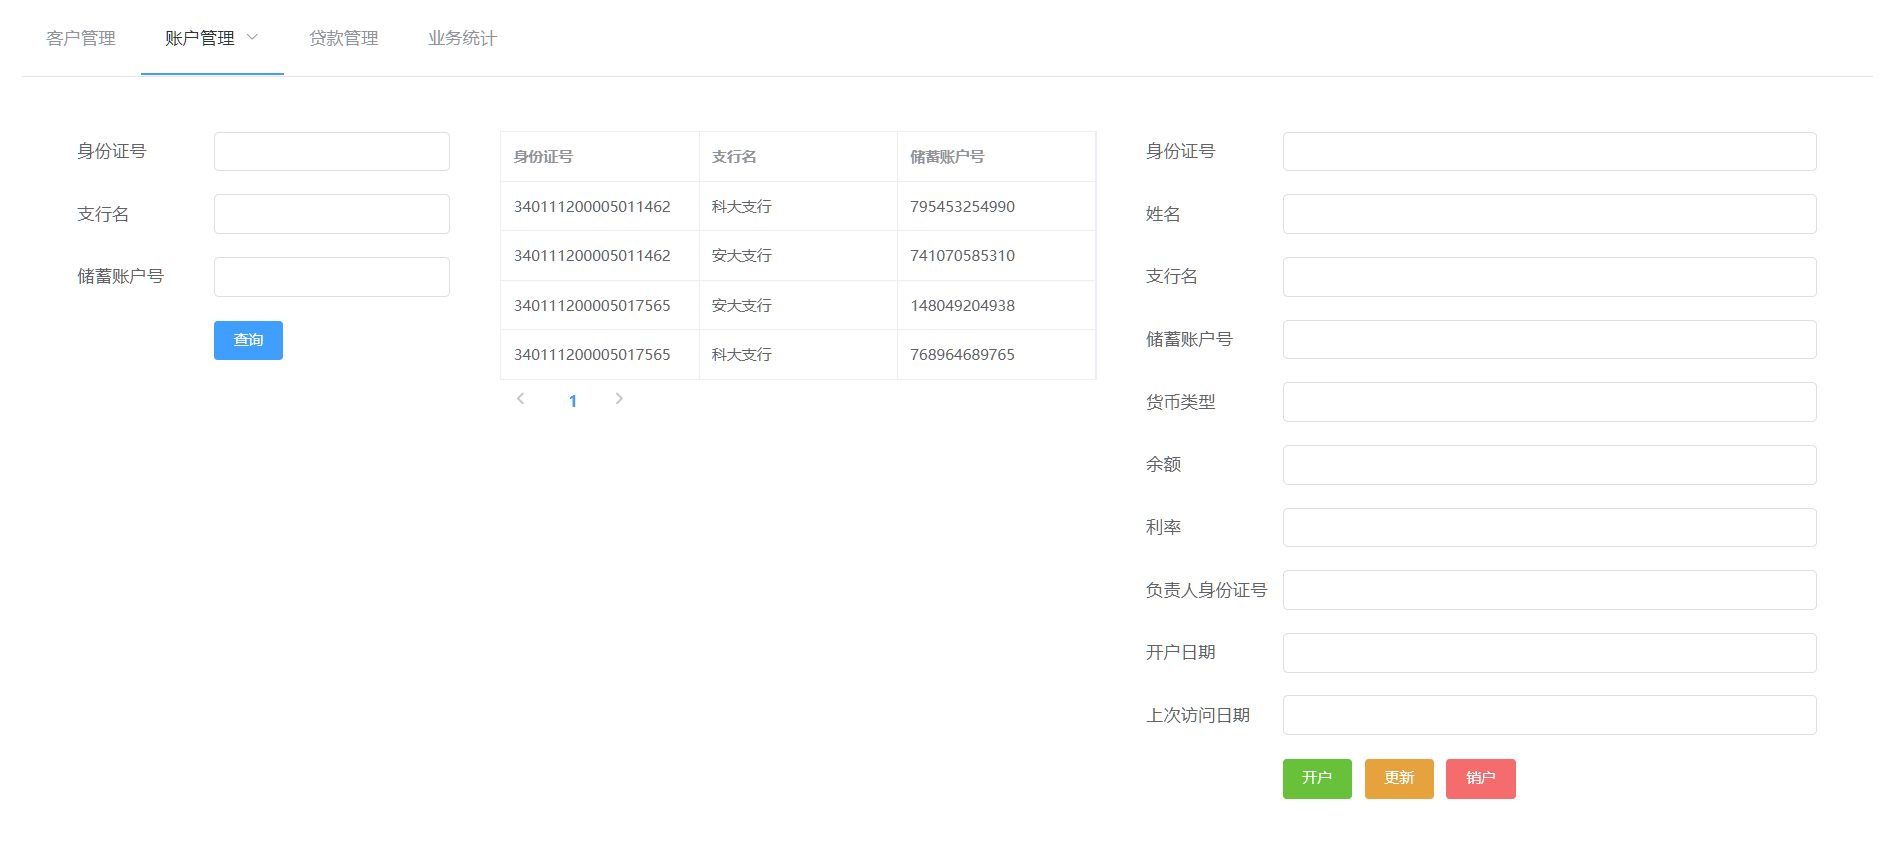 客户管理 账户管理 贷款管理 业务统计
身份证号
支行名
储蓄账户号
查询
身份证号 支行名 储蓄账户号
340111200005011462 科大支行 795453254990
340111200005011462 安大支行 741070585310
340111200005017565 安大支行 148049204938
340111200005017565 科大支行 768964689765
1
身份证号
姓名
支行名
储蓄账户号
货币类型
余额
利率
负责人身份证号
开户日期
上次访问日期
开户 更新 销户